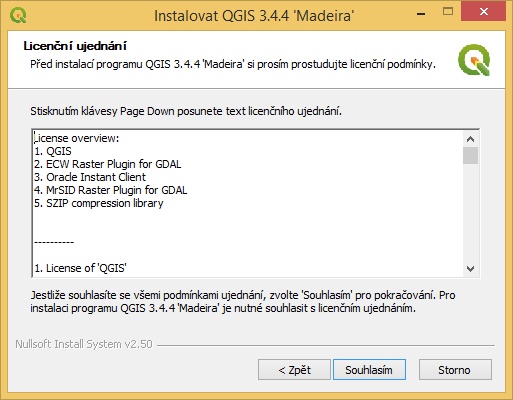 Instalovat QGIS 3.4.4 'Madeira'
Licenční ujednání
Před instalací programu QGIS 3.4.4 'Madeira' si prosím prostudujte licenční podmínky.
Stisknutím klávesy Page Down posunete text licenčního ujednání.
License overview:
1. QGIS
2. ECW Raster Plugin for GDAL
3. Oracle Instant Client
4. MrSID Raster Plugin for GDAL
5. SZIP compression library
----------
1. License of 'QGIS'
Jestliže souhlasíte se všemi podmínkami ujednání, zvolte 'Souhlasím' pro pokračování. Pro
instalaci programu QGIS 3.4.4 'Madeira' je nutné souhlasit s licenčním ujednáním.
Nullsoft Install System v2.50
< Zpět
Souhlasím
Storno